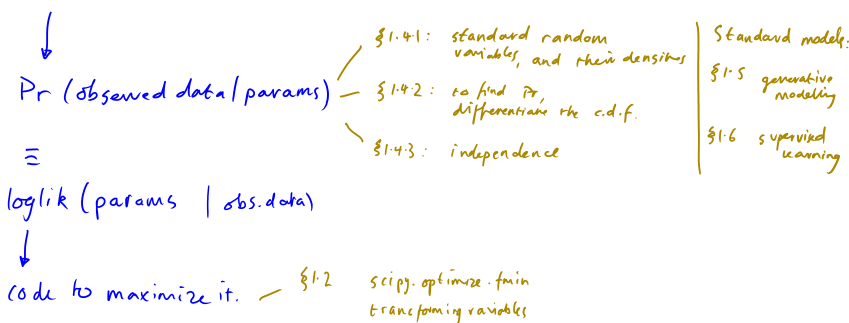 §1.4.1: standard random variables, and their densities
Pr(observed data | params)
§1.4.2: to find Pr, differentiate the c.d.f.
§1.4.3: independence
Standard models:
§1.5 generative modelling
§1.6 supervised learning
≡
loglik(params | obs.data)
code to maximize it.
§1.2 scipy.optimize.fmin
transforming variables